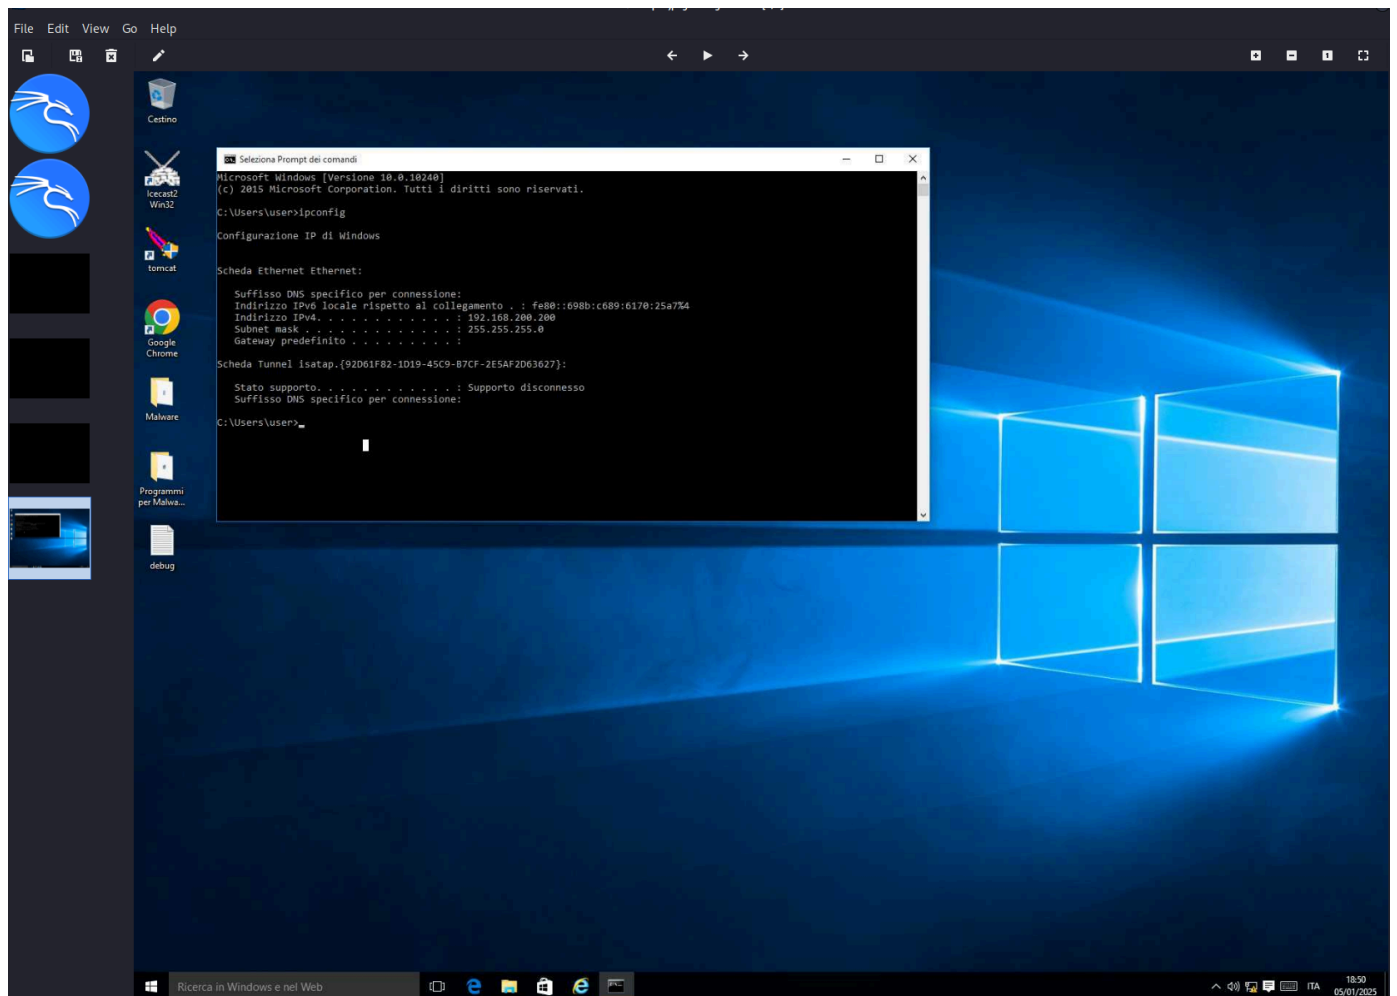 File Edit View Go Help
Cestino
Icecast2
Win32
tomcat
Google
Chrome
Malware
Programmi
per Malwa...
debug
Seleziona Prompt dei comandi
Microsoft Windows [Versione 10.0.10240]
(c) 2015 Microsoft Corporation. Tutti i diritti sono riservati.
C:\Users\user>ipconfig
Configurazione IP di Windows
Scheda Ethernet Ethernet:
Suffisso DNS specifico per connessione:
Indirizzo IPv6 locale rispetto al collegamento . : fe80::698b:c689:6170:25a7%4
Indirizzo IPv4. . . . . . . . . . . . : 192.168.200.200
Subnet mask . . . . . . . . . . . . . : 255.255.255.0
Gateway predefinito . . . . . . . . . :
Scheda Tunnel isatap.{92D61F82-1D19-45C9-B7CF-2E5AF2D63627}:
Stato supporto. . . . . . . . . . . . : Supporto disconnesso
Suffisso DNS specifico per connessione:
C:\Users\user>_
Ricerca in Windows e nel Web
ITA
18:50
05/01/2025